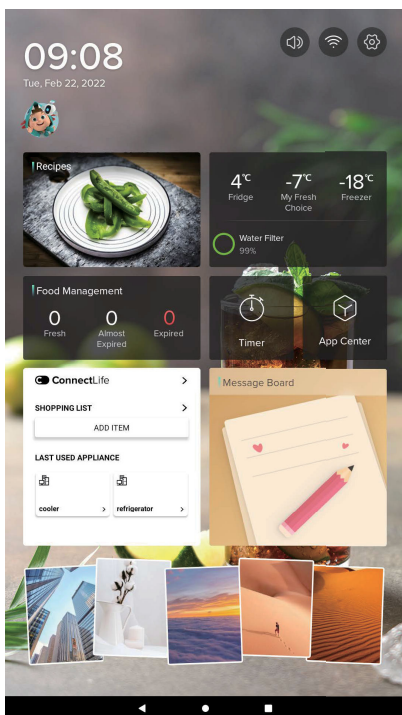 09:08
Tue, Feb 22, 2022
Recipes
4°C
Fridge
-7°C
My Fresh
Choice
-18°C
Freezer
Water Filter
99%
Food Management
0
Fresh
0
Almost
Expired
0
Expired
Timer
App Center
ConnectLife
SHOPPING LIST
ADD ITEM
LAST USED APPLIANCE
cooler
refrigerator
Message Board